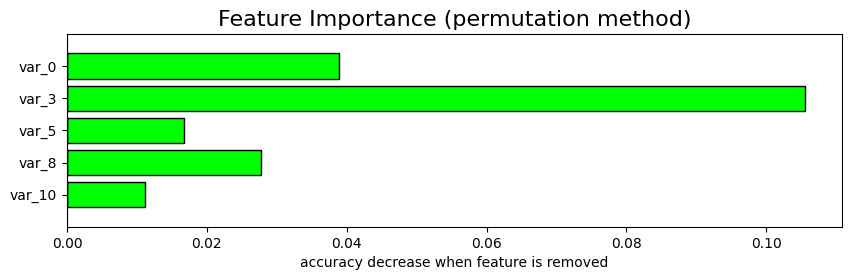 Feature Importance (permutation method)
var_0
var_3
var_5
var_8
var_10
0.00 0.02 0.04 0.06 0.08 0.10
accuracy decrease when feature is removed